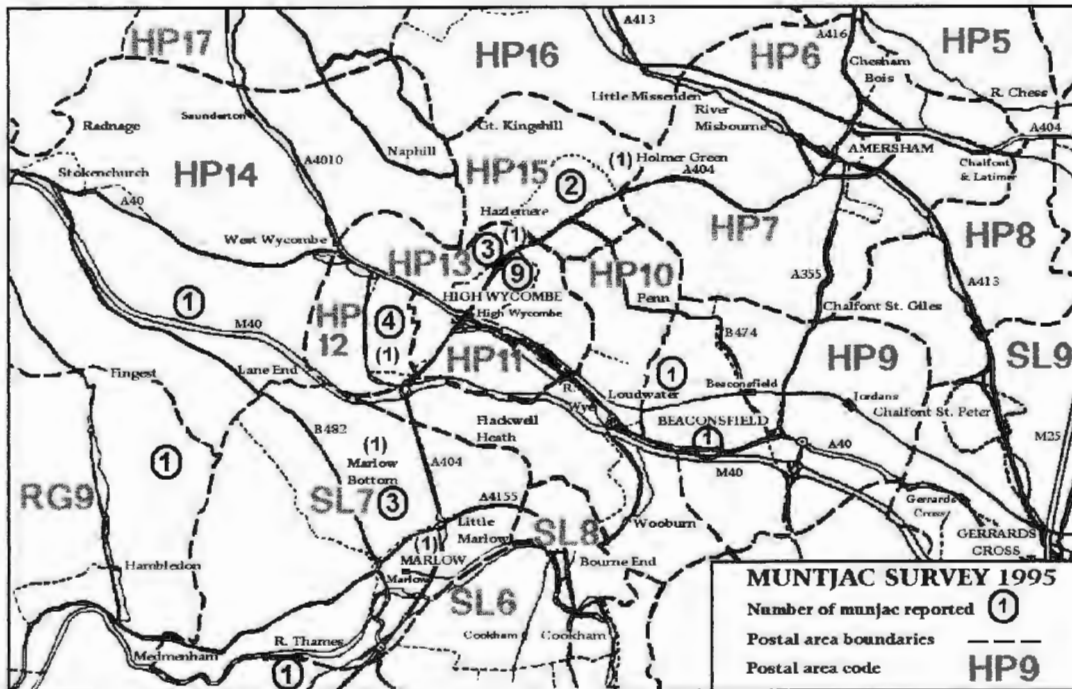 HP17
A413
HP16
HP6
A416
HP5
Chesham
Bois
R. Chess
Little Missenden
River
Misbourne
A404
Radnage
Saunderton
Gt. Kingshill
AMERSHAM
Naphill
Stokenchurch
HP14
A4010
HP15
(1)
Holmer Green
A404
Chalfont
& Latimer
A40
2
Hazlemere
HP7
HP8
West Wycombe
3
(1)
HP13
9
HP10
A355
A413
1
HIGH WYCOMBE
High Wycombe
Penn
Chalfont St. Giles
M40
HP
12
4
(1)
HP11
B474
HP9
SL9
Fingest
Lane End
R.
Wye
Loudwater
1
Beaconsfield
Jordans
Chalfont St. Peter
B482
Flackwell
Heath
BEACONSFIELD
1
A40
M25
1
(1)
Marlow
Bottom
A404
M40
RG9
SL7
3
A4155
Gerrards
Cross
Little
Marlow
SL8
Wooburn
GERRARDS
CROSS
Hambledon
(1)
MARLOW
Marlow
Bourne End
SL6
R. Thames
Cookham
Cookham
Medmenham
1
MUNTJAC SURVEY 1995
Number of munjac reported 1
Postal area boundaries
Postal area code HP9